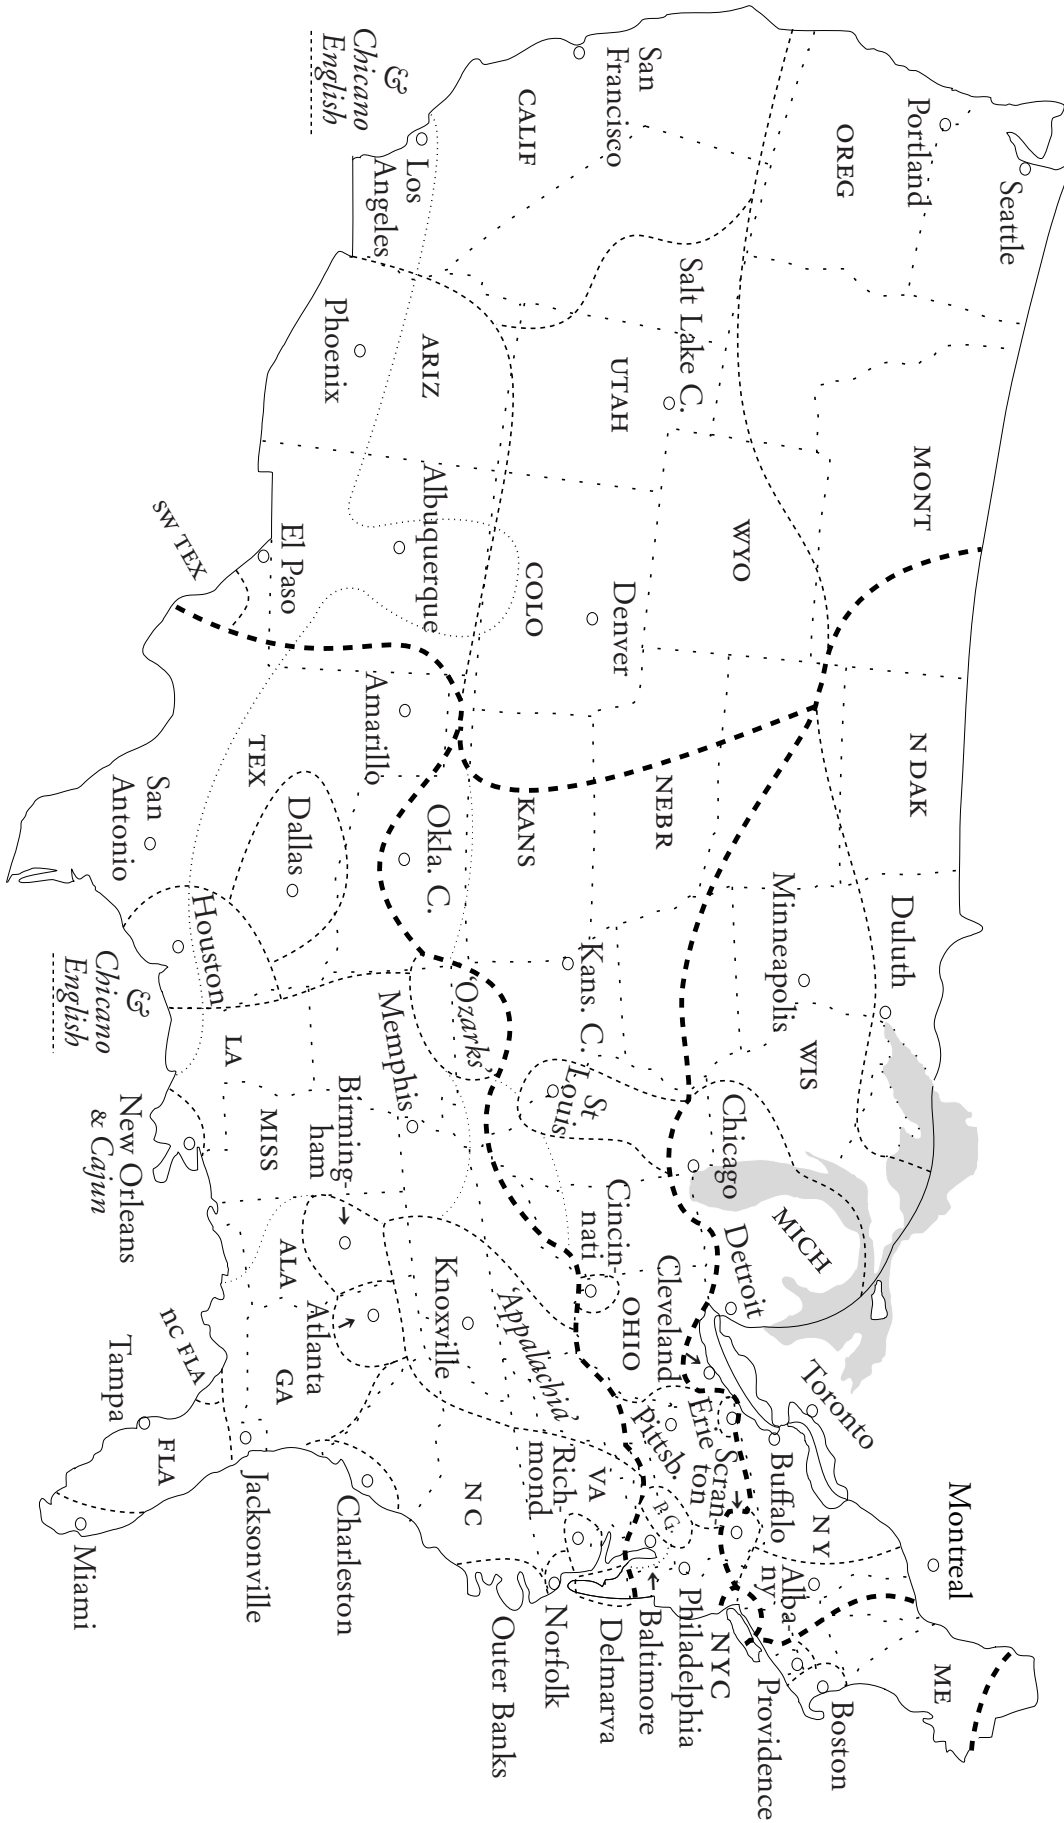 Seattle
Portland
OREG
San
Francisco
CALIF
&
Chicano
English
Los
Angeles
MONT
Salt Lake C.
UTAH
WYO
ARIZ
Phoenix
Albuquerque
El Paso
SW TEX
COLO
Denver
N DAK
NEBR
KANS
Amarillo
TEX
Okla. C.
Dallas
San
Antonio
Houston
&
Chicano
English
Duluth
Minneapolis
WIS
Kans. C.
'Ozarks'
St
Louis
Memphis
LA
MISS
Birming-
ham
New Orleans
& Cajun
Chicago
MICH
Detroit
Cincin-
nati
OHIO
Cleveland
Knoxville
'Appalachia'
ALA
Atlanta
GA
nc FLA
Tampa
FLA
Miami
Jacksonville
Charleston
N C
Toronto
Erie
Pittsb.
Scran-
ton
Buffalo
NY
Montreal
Alba-
ny
ME
Boston
Providence
NYC
Philadelphia
Baltimore
Delmarva
Norfolk
Outer Banks
Rich-
mond
VA
P.G.